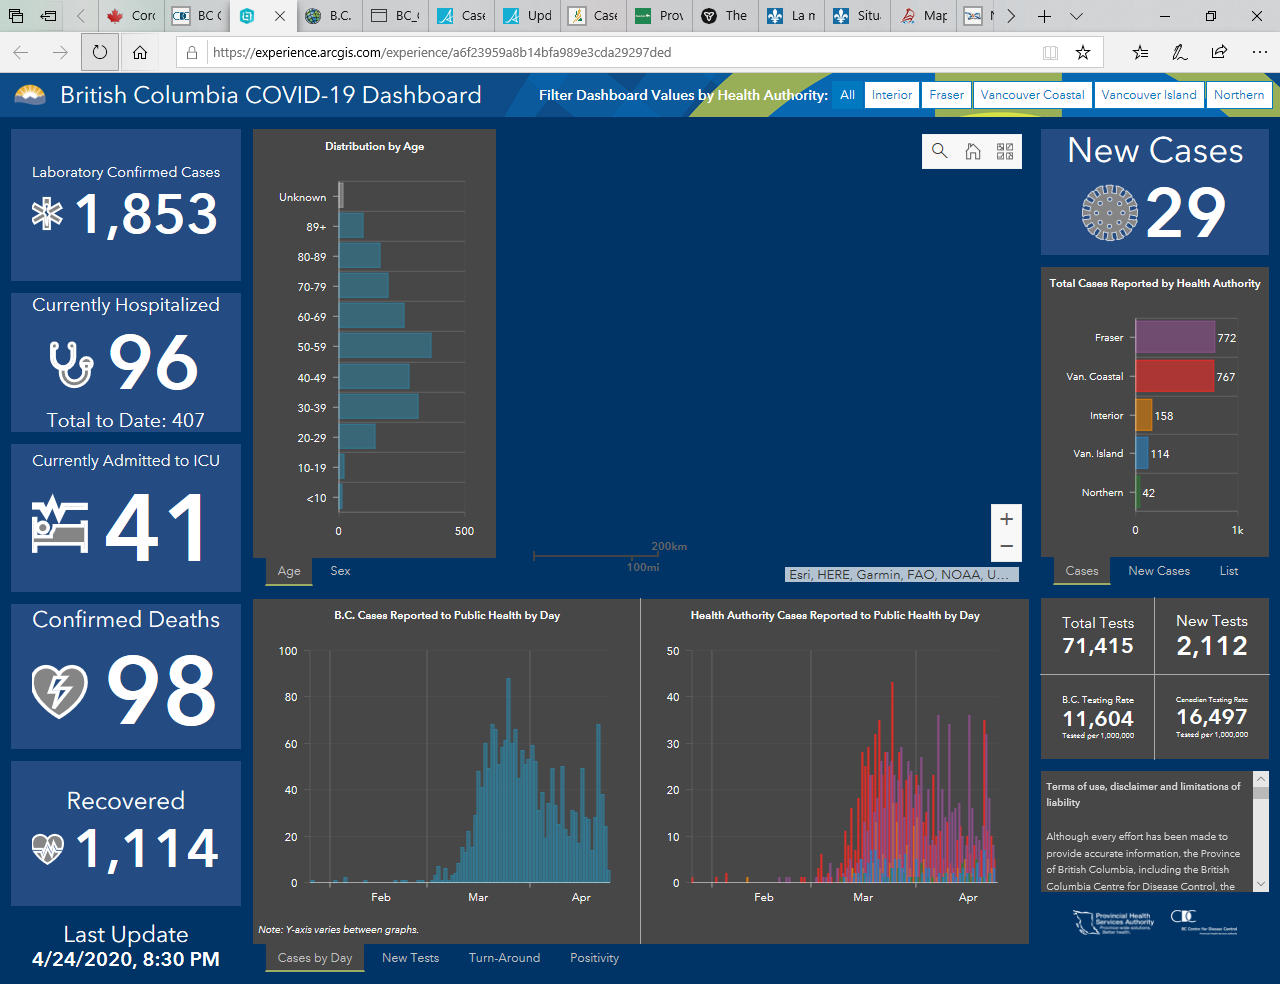 Cord
BC C
B.C.
BC_C
Case
Upd
Case
Prov
The
La m
Situa
Map
https://experience.arcgis.com/experience/a6f23959a8b14bfa989e3cda29297ded
British Columbia COVID-19 Dashboard
Filter Dashboard Values by Health Authority:
All
Interior
Fraser
Vancouver Coastal
Vancouver Island
Northern
Laboratory Confirmed Cases
1,853
Currently Hospitalized
96
Total to Date: 407
Currently Admitted to ICU
41
Confirmed Deaths
98
Recovered
1,114
Last Update
4/24/2020, 8:30 PM
Distribution by Age
Unknown
89+
80-89
70-79
60-69
50-59
40-49
30-39
20-29
10-19
<10
0
500
Age
Sex
200km
100mi
+
−
Esri, HERE, Garmin, FAO, NOAA, U...
New Cases
29
Total Cases Reported by Health Authority
Fraser
772
Van. Coastal
767
Interior
158
Van. Island
114
Northern
42
0
1k
Cases
New Cases
List
B.C. Cases Reported to Public Health by Day
100
80
60
40
20
0
Feb
Mar
Apr
Note: Y-axis varies between graphs.
Health Authority Cases Reported to Public Health by Day
50
40
30
20
10
0
Feb
Mar
Apr
Cases by Day
New Tests
Turn-Around
Positivity
Total Tests
71,415
New Tests
2,112
B.C. Testing Rate
11,604
Tested per 1,000,000
Canadian Testing Rate
16,497
Tested per 1,000,000
Terms of use, disclaimer and limitations of
liability
Although every effort has been made to
provide accurate information, the Province
of British Columbia, including the British
Columbia Centre for Disease Control, the
Provincial Health
Services Authority
Province-wide solutions.
Better health.
BC Centre for Disease Control